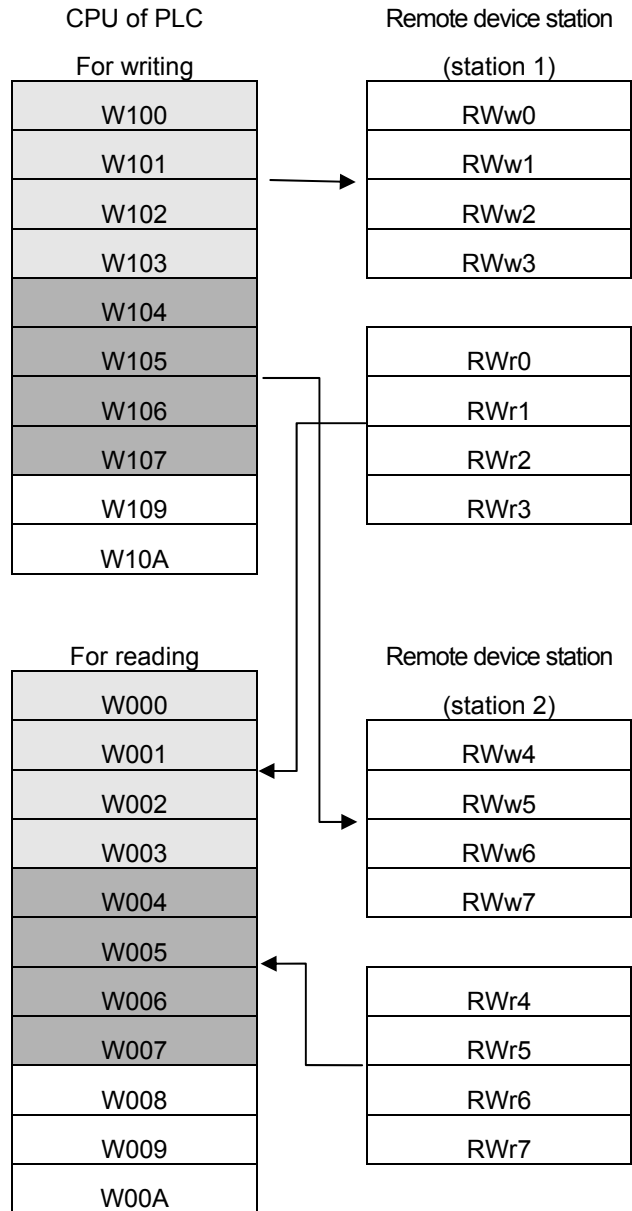 CPU of PLC
For writing
W100
W101
W102
W103
W104
W105
W106
W107
W109
W10A
Remote device station
(station 1)
RWw0
RWw1
RWw2
RWw3
RWr0
RWr1
RWr2
RWr3
For reading
W000
W001
W002
W003
W004
W005
W006
W007
W008
W009
W00A
Remote device station
(station 2)
RWw4
RWw5
RWw6
RWw7
RWr4
RWr5
RWr6
RWr7